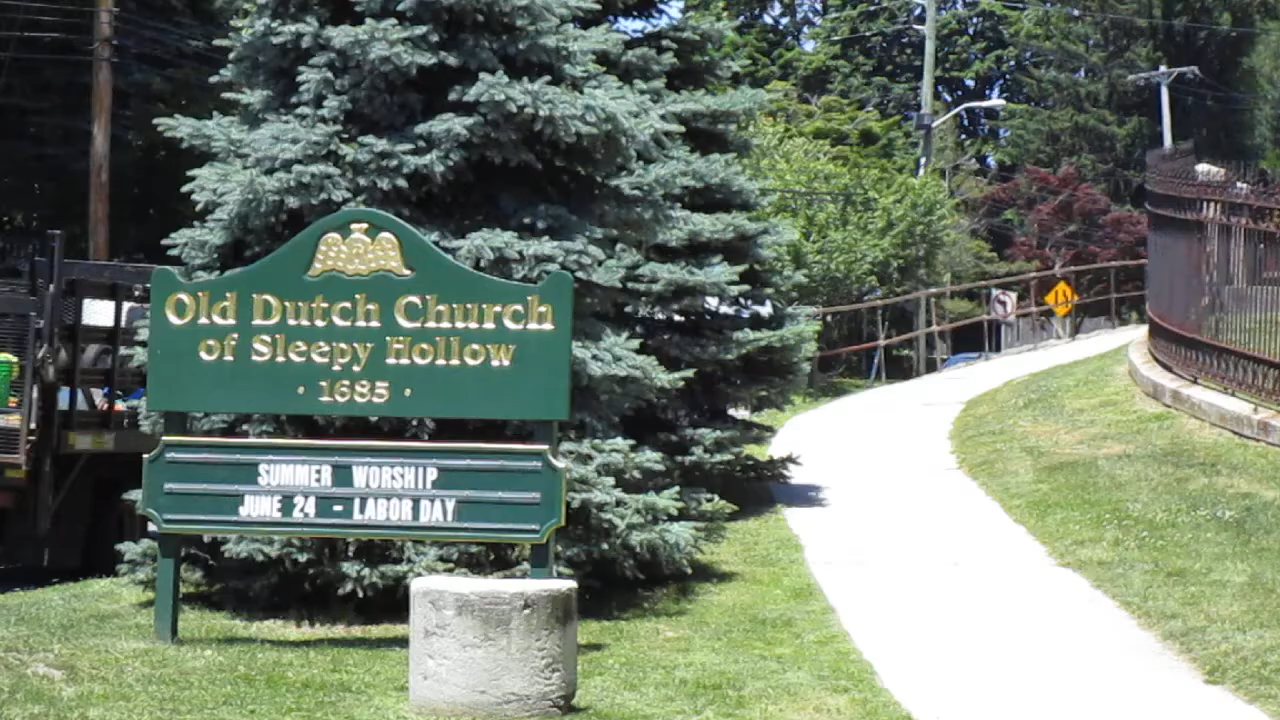 Old Dutch Church
of Sleepy Hollow
· 1685 ·
SUMMER WORSHIP
JUNE 24 - LABOR DAY